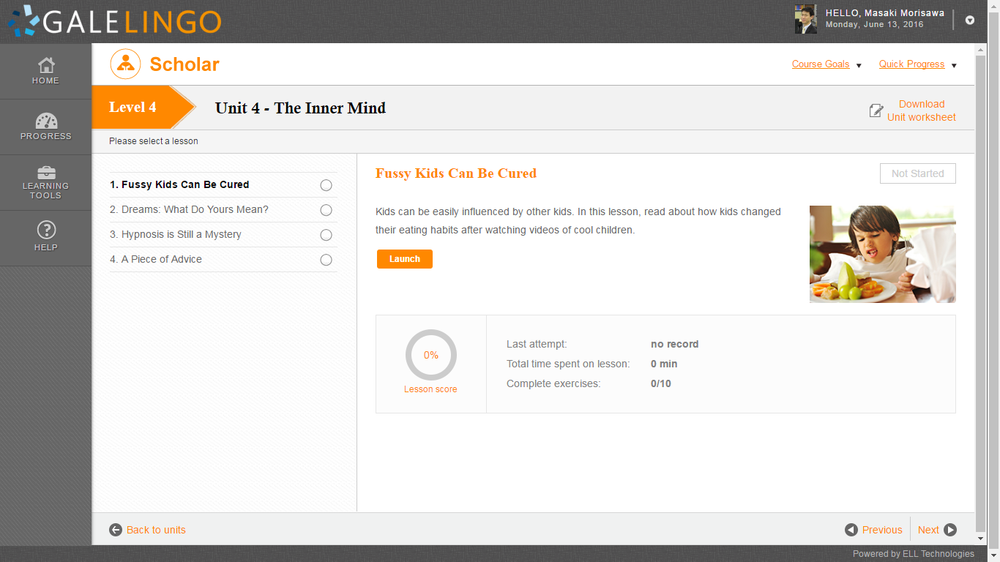 GALELINGO
HELLO, Masaki Morisawa
Monday, June 13, 2016
HOME
PROGRESS
LEARNING
TOOLS
HELP
Scholar
Course Goals
Quick Progress
Level 4
Unit 4 - The Inner Mind
Download
Unit worksheet
Please select a lesson
1. Fussy Kids Can Be Cured
2. Dreams: What Do Yours Mean?
3. Hypnosis is Still a Mystery
4. A Piece of Advice
Fussy Kids Can Be Cured
Not Started
Kids can be easily influenced by other kids. In this lesson, read about how kids changed
their eating habits after watching videos of cool children.
Launch
0%
Lesson score
Last attempt: no record
Total time spent on lesson: 0 min
Complete exercises: 0/10
Back to units
Previous
Next
Powered by ELL Technologies